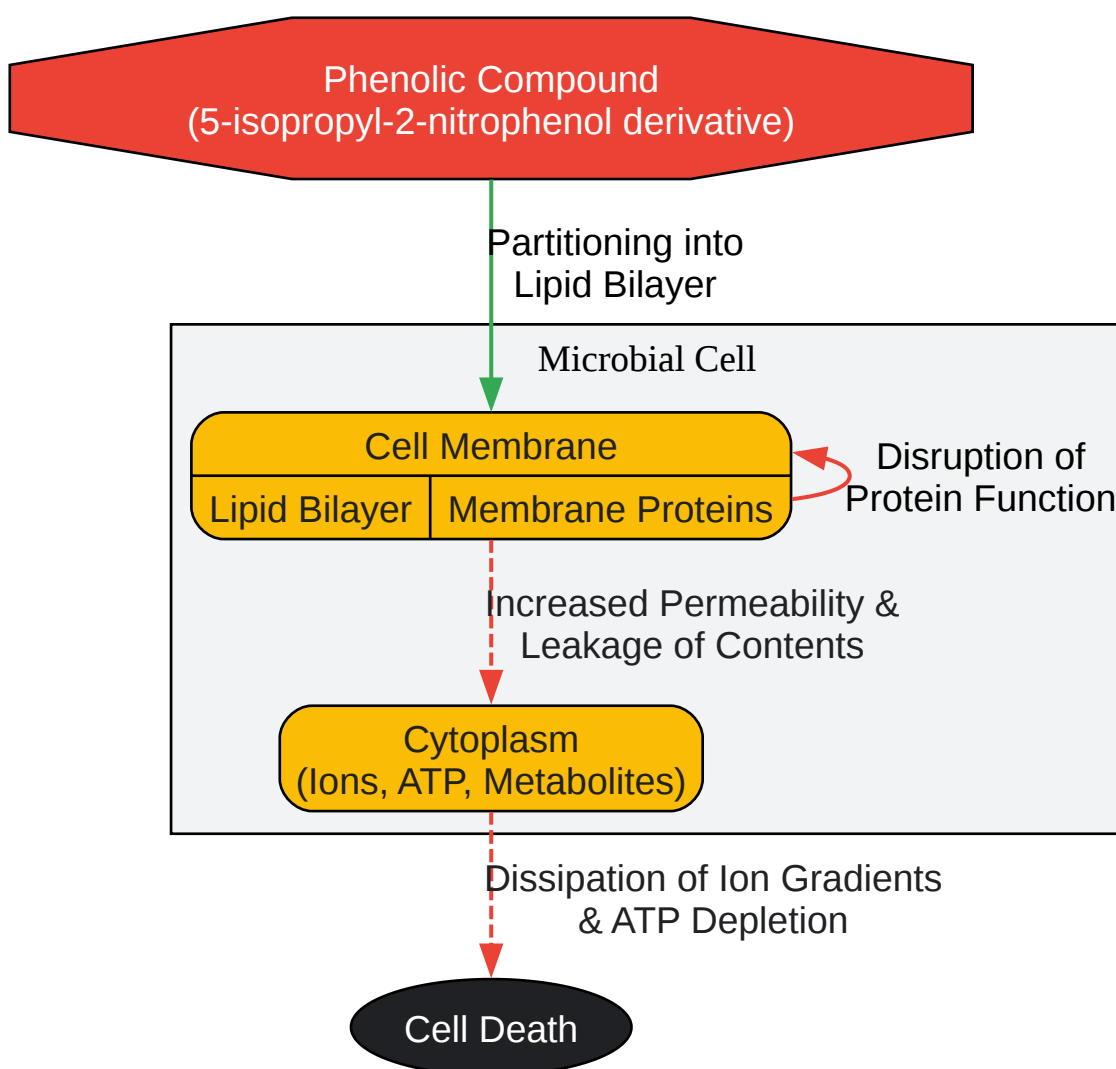 Phenolic Compound
(5-isopropyl-2-nitrophenol derivative)
Partitioning into
Lipid Bilayer
Microbial Cell
Cell Membrane
Lipid Bilayer
Membrane Proteins
Disruption of
Protein Function
Increased Permeability &
Leakage of Contents
Cytoplasm
(Ions, ATP, Metabolites)
Dissipation of Ion Gradients
& ATP Depletion
Cell Death